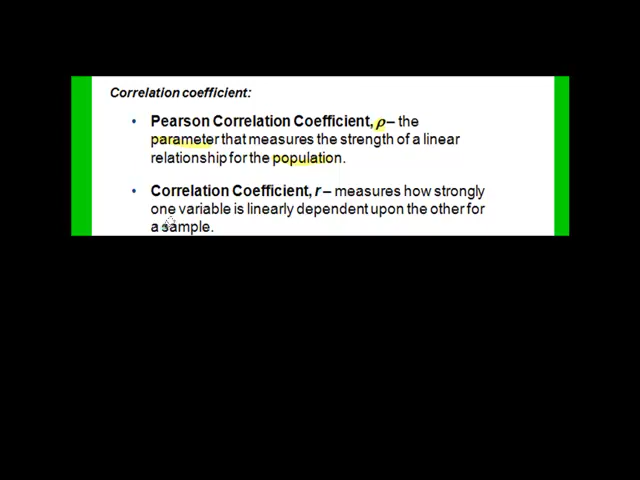 Correlation coefficient:
• Pearson Correlation Coefficient, ρ – the
parameter that measures the strength of a linear
relationship for the population.
• Correlation Coefficient, r – measures how strongly
one variable is linearly dependent upon the other for
a sample.